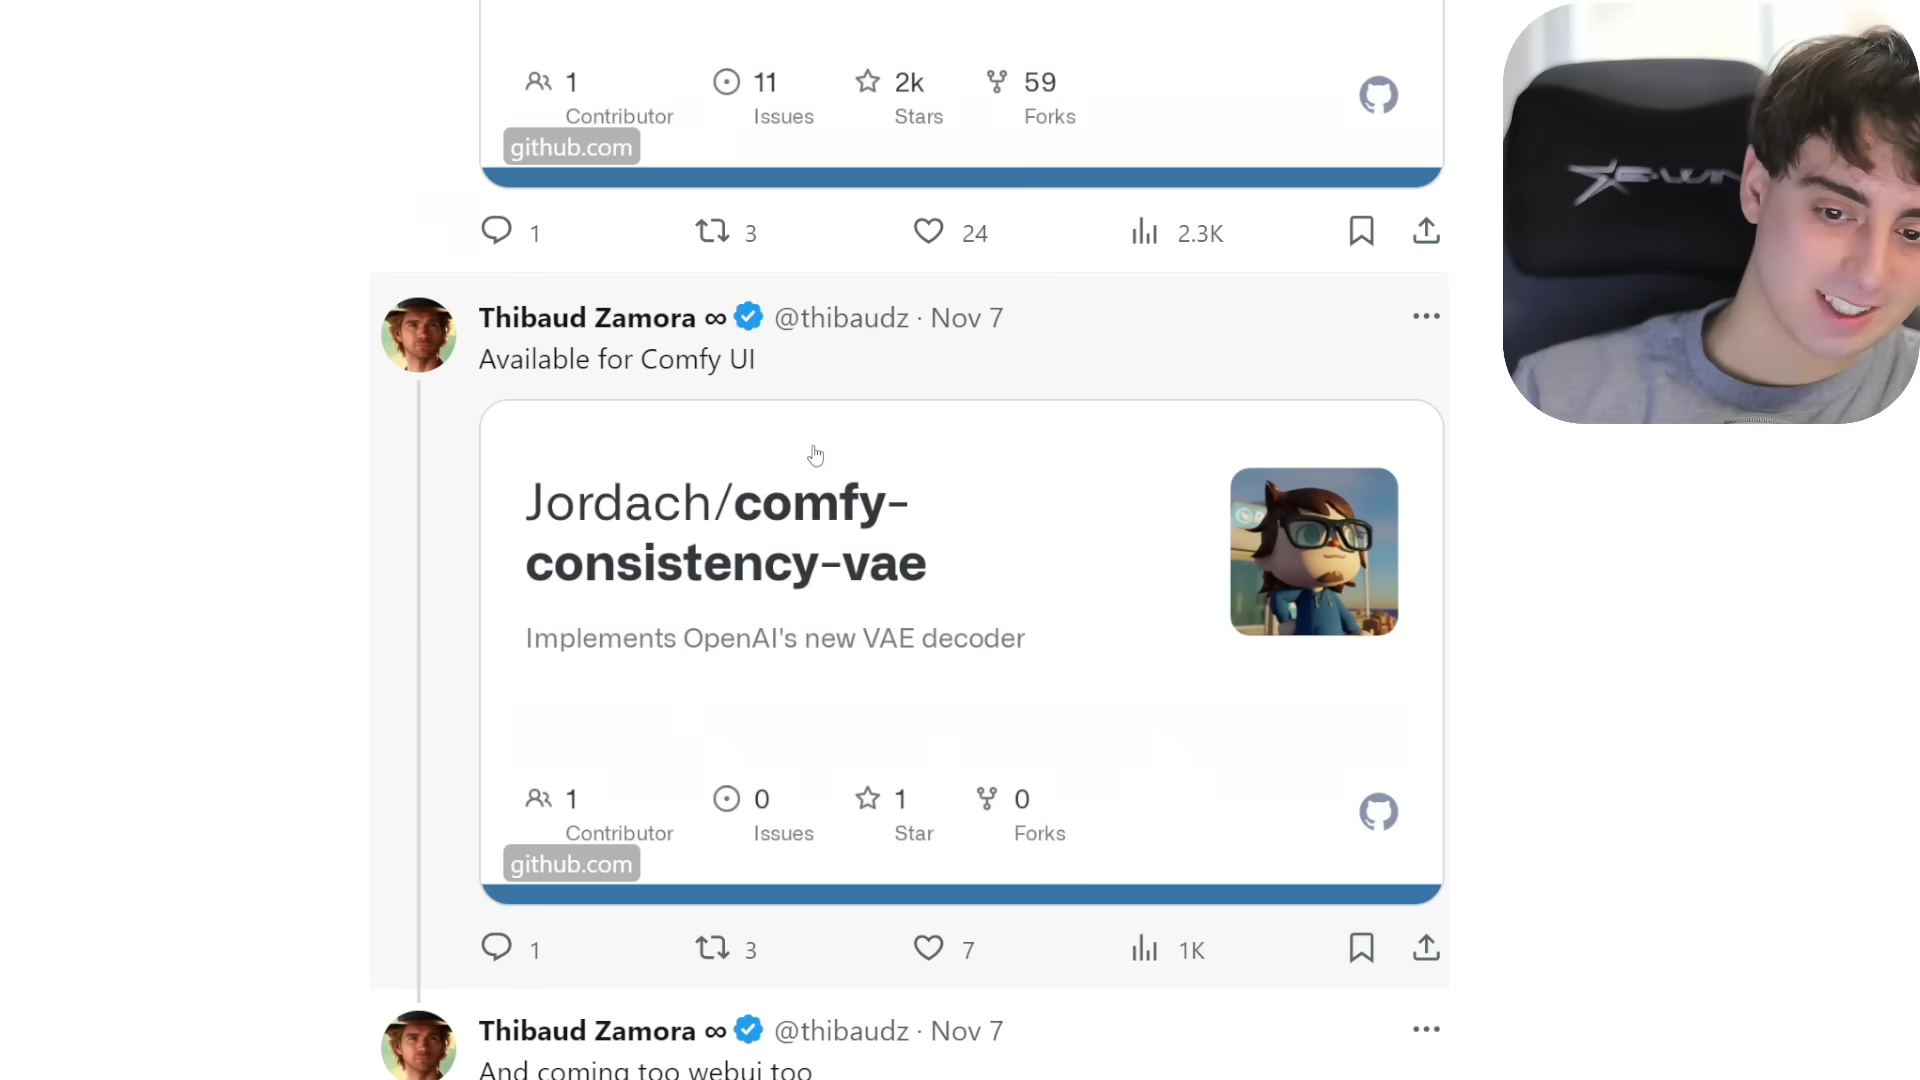 1 11 2k 59
Contributor Issues Stars Forks
github.com
1 3 24 2.3K
Thibaud Zamora ∞ @thibaudz · Nov 7
Available for Comfy UI
Jordach/comfy-
consistency-vae
Implements OpenAI's new VAE decoder
1 0 1 0
Contributor Issues Star Forks
github.com
1 3 7 1K
Thibaud Zamora ∞ @thibaudz · Nov 7
And coming too webui too